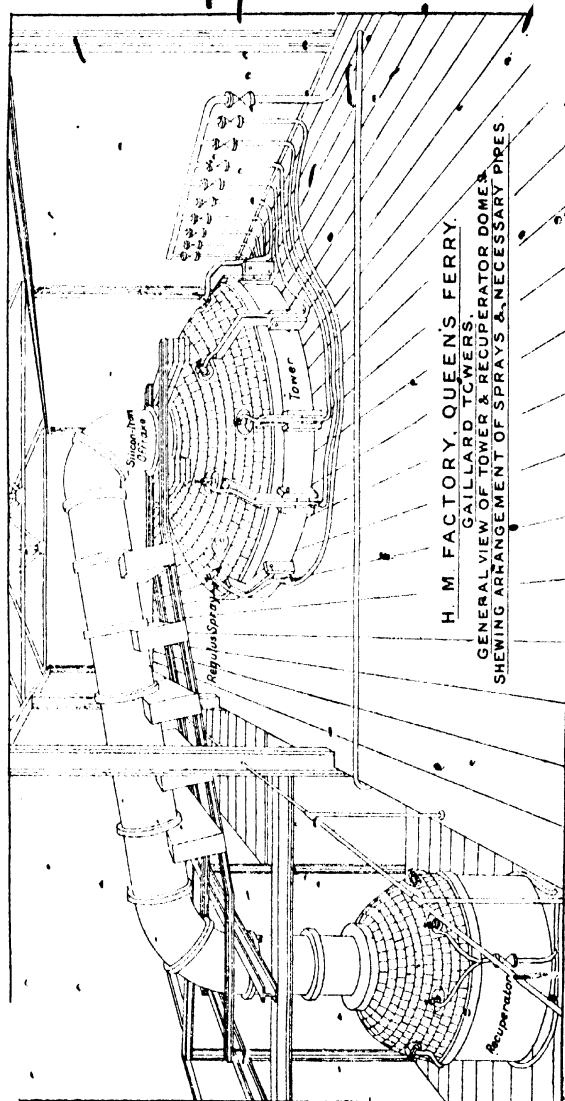 H. M. FACTORY, QUEEN'S FERRY.
GAILLARD TOWERS.
GENERAL VIEW OF TOWER & RECUPERATOR DOMES
SHEWING ARRANGEMENT OF SPRAYS & NECESSARY PIPES.
Silicon-Iron
Offtake
Tower
Regulus Spray
Recuperator